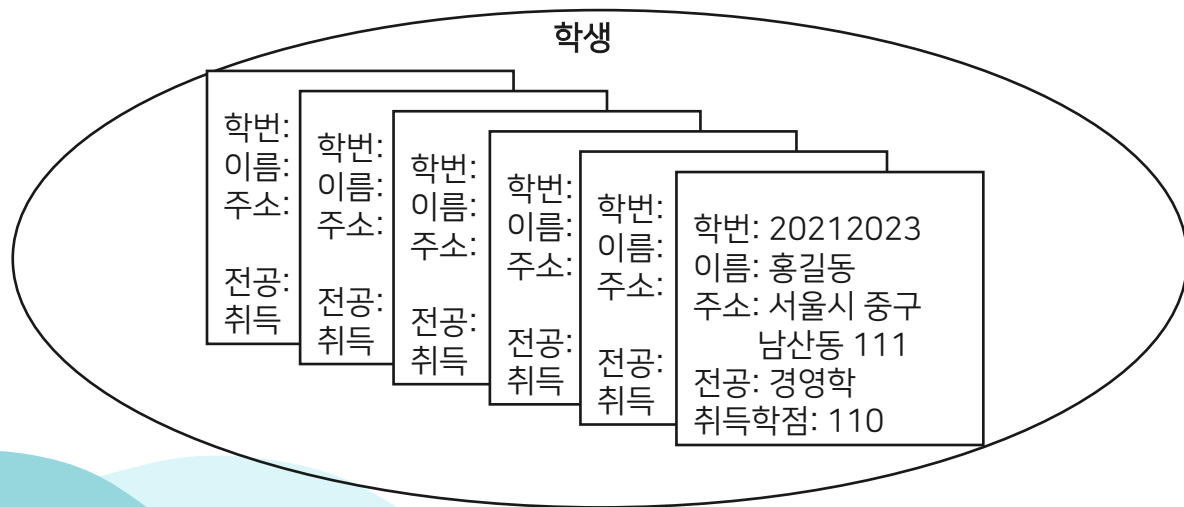 학생
학번:
이름:
주소:
전공:
취득
학번:
이름:
주소:
전공:
취득
학번:
이름:
주소:
전공:
취득
학번:
이름:
주소:
전공:
취득
학번:
이름:
주소:
전공:
취득
학번: 20212023
이름: 홍길동
주소: 서울시 중구
남산동 111
전공: 경영학
취득학점: 110